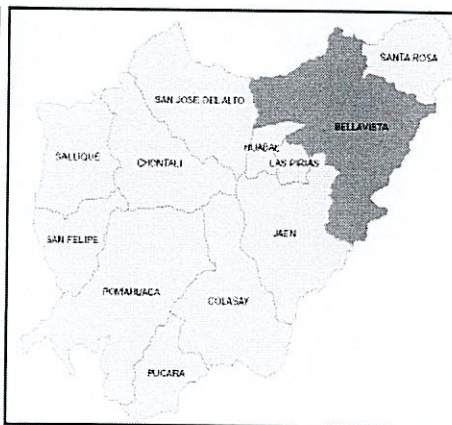 SANTA ROSA
SAN JOSE DEL ALTO
BELLAVISTA
HUABAL
SALLIQUE
CHONTALI
LAS PIRIAS
JAEN
SAN FELIPE
POMAHUACA
COLASAY
PUCARA